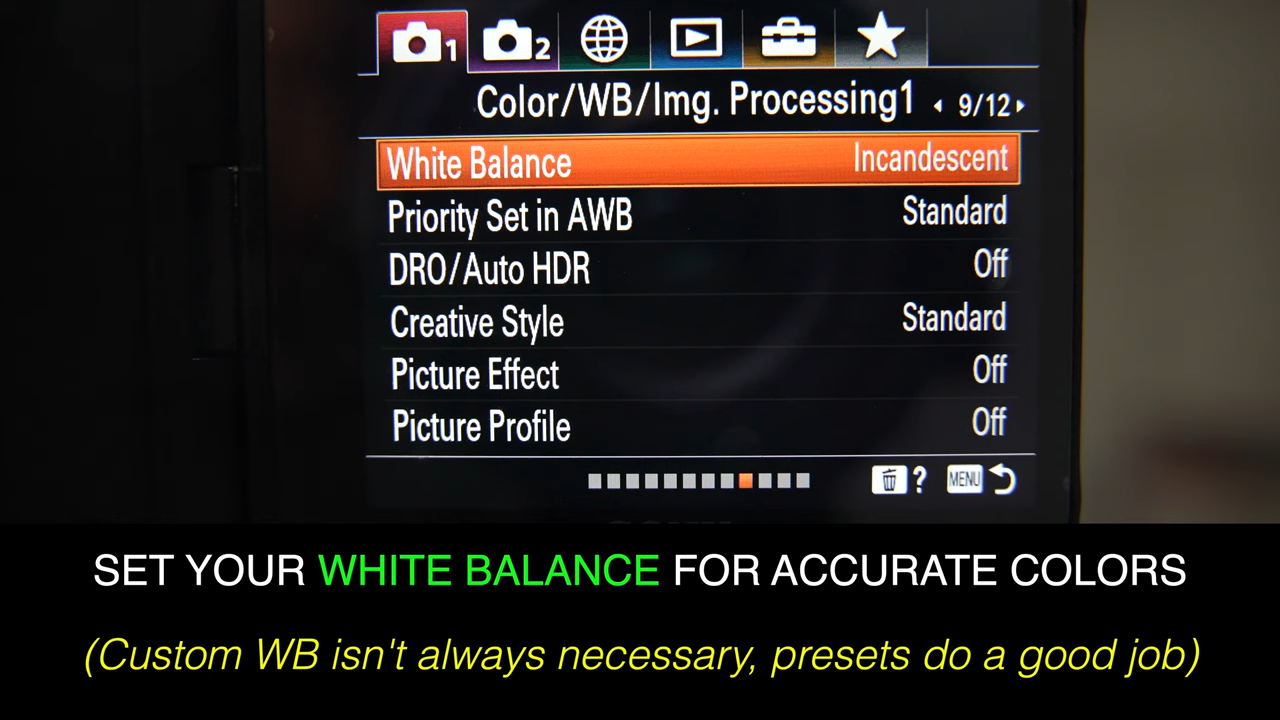 1 2
Color/WB/Img. Processing1 9/12
White Balance Incandescent
Priority Set in AWB Standard
DRO/Auto HDR Off
Creative Style Standard
Picture Effect Off
Picture Profile Off
? MENU
SET YOUR WHITE BALANCE FOR ACCURATE COLORS
(Custom WB isn't always necessary, presets do a good job)